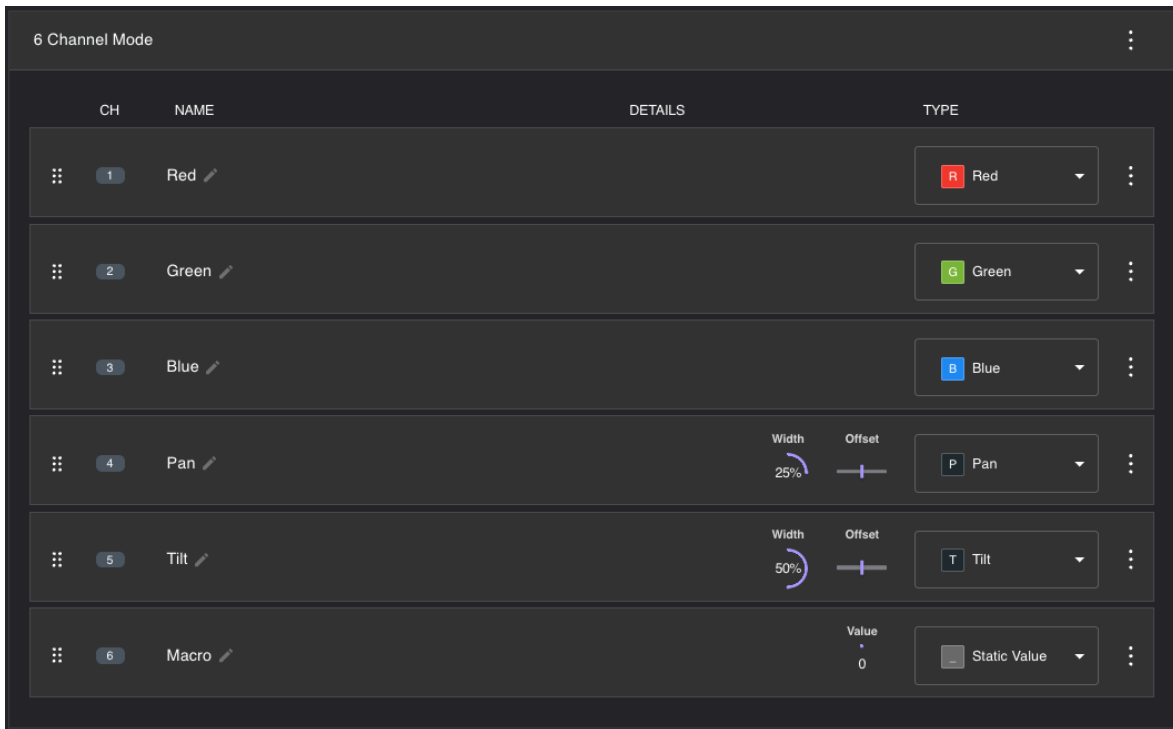 6 Channel Mode
CH NAME DETAILS TYPE
1 Red R Red
2 Green G Green
3 Blue B Blue
Width Offset
4 Pan 25% P Pan
Width Offset
5 Tilt 50% T Tilt
Value
6 Macro 0 _ Static Value